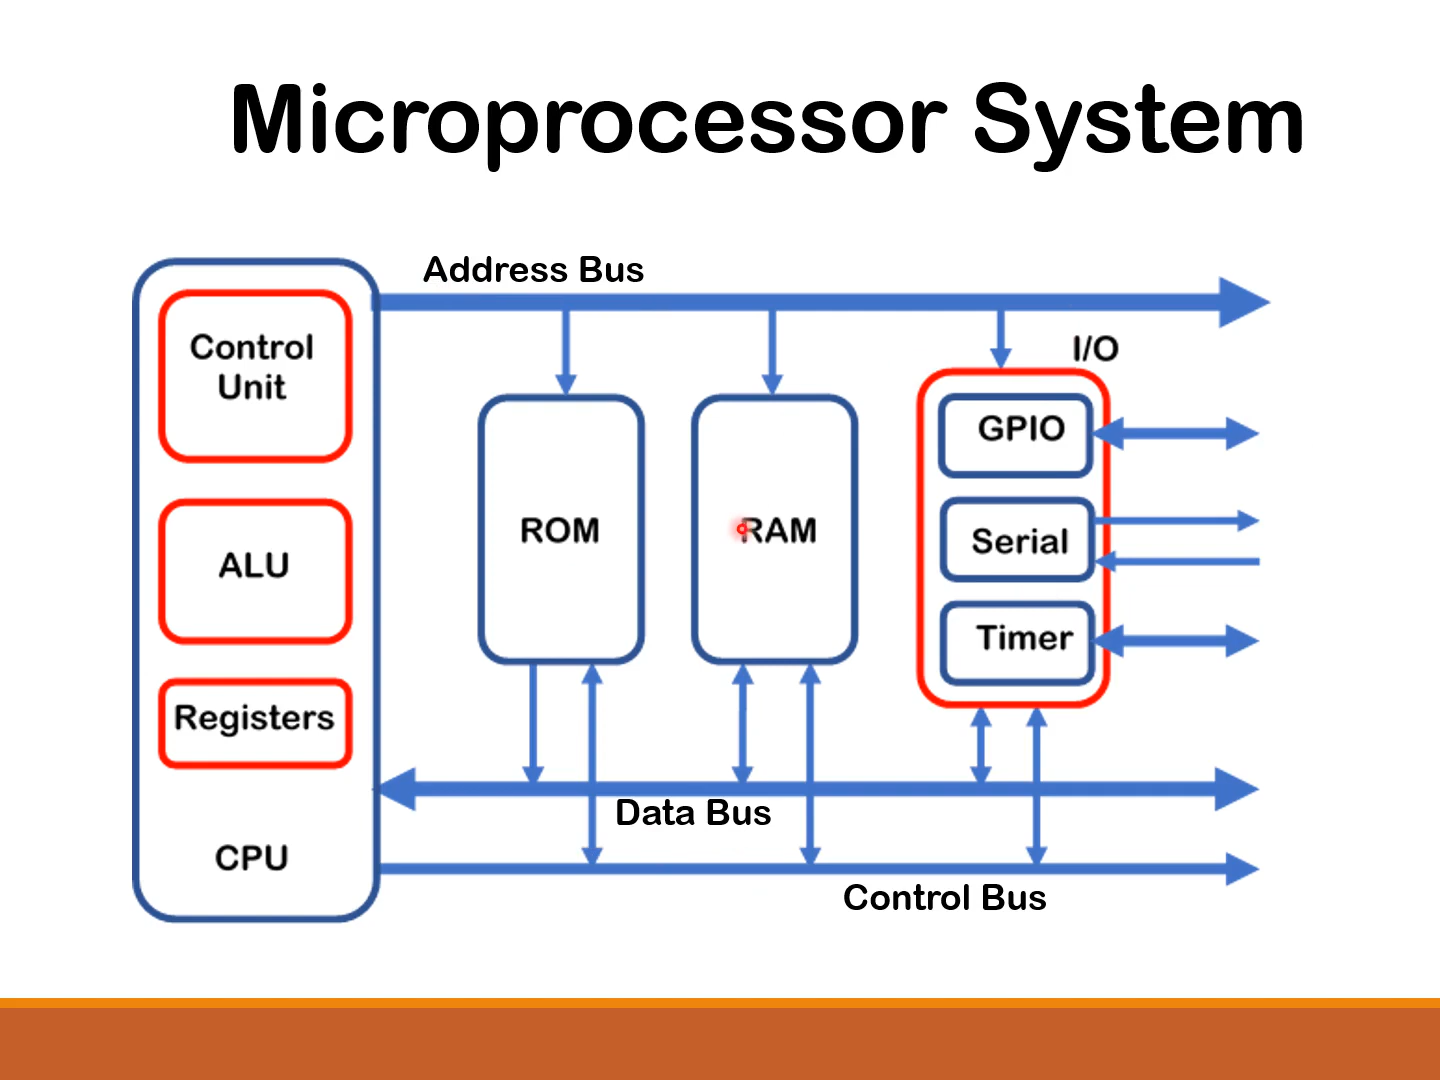 Microprocessor System
Address Bus
Control
Unit
I/O
GPIO
ROM
RAM
Serial
ALU
Timer
Registers
Data Bus
CPU
Control Bus